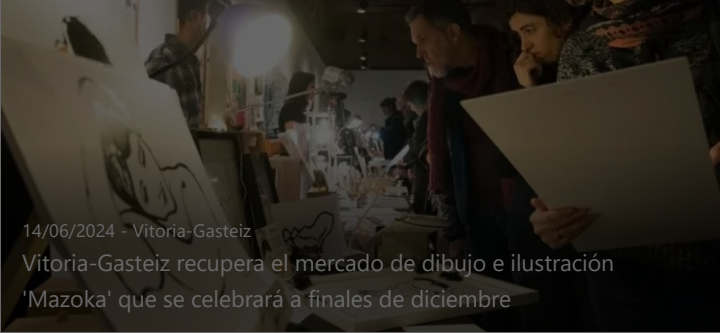 14/06/2024 - Vitoria-Gasteiz
Vitoria-Gasteiz recupera el mercado de dibujo e ilustración
'Mazoka' que se celebrará a finales de diciembre